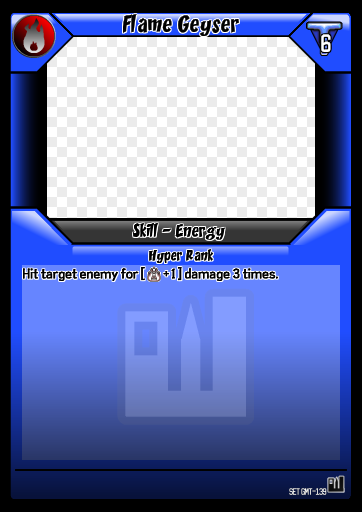 Flame Geyser
6
Skill - Energy
Hyper Rank
Hit target enemy for [ +1] damage 3 times.
SET GMT-139